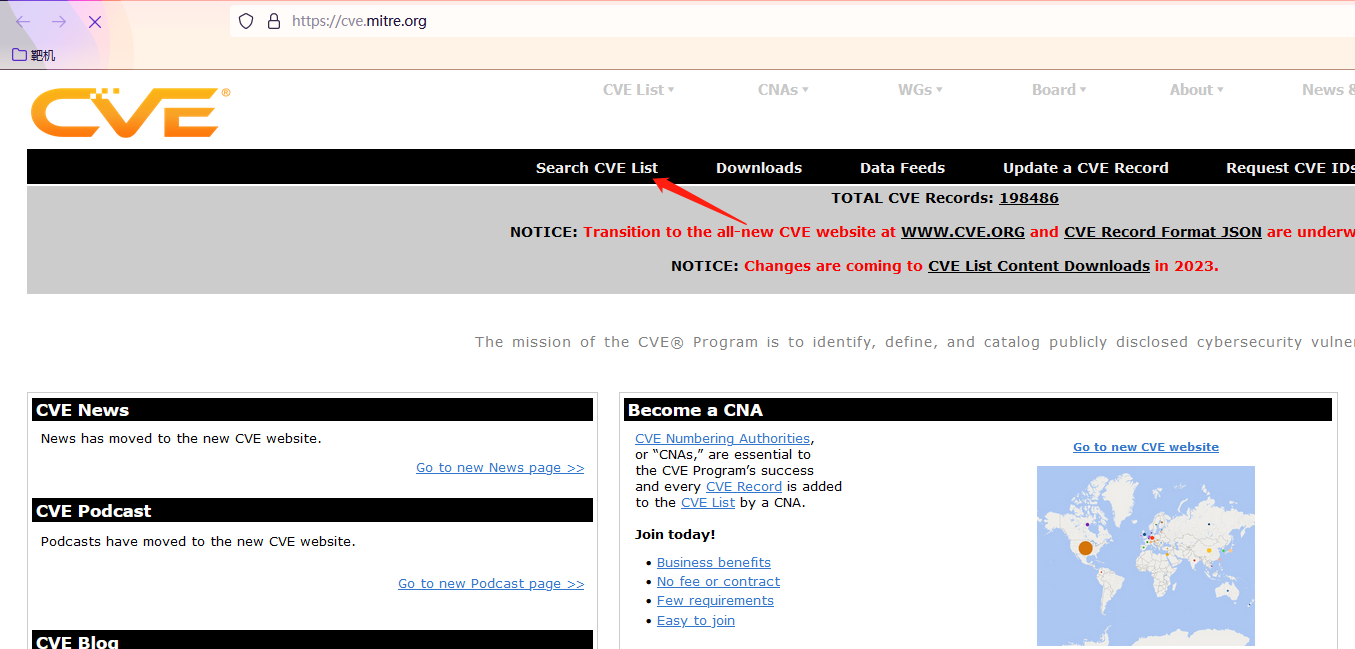 https://cve.mitre.org
靶机
CVE®
CVE List CNAs WGs Board About News &
Search CVE List Downloads Data Feeds Update a CVE Record Request CVE IDs
TOTAL CVE Records: 198486
NOTICE: Transition to the all-new CVE website at WWW.CVE.ORG and CVE Record Format JSON are underw
NOTICE: Changes are coming to CVE List Content Downloads in 2023.
The mission of the CVE® Program is to identify, define, and catalog publicly disclosed cybersecurity vulne
CVE News
News has moved to the new CVE website.
Go to new News page >>
CVE Podcast
Podcasts have moved to the new CVE website.
Go to new Podcast page >>
CVE Blog
Become a CNA
CVE Numbering Authorities,
or “CNAs,” are essential to
the CVE Program’s success
and every CVE Record is added
to the CVE List by a CNA.
Join today!
• Business benefits
• No fee or contract
• Few requirements
• Easy to join
Go to new CVE website